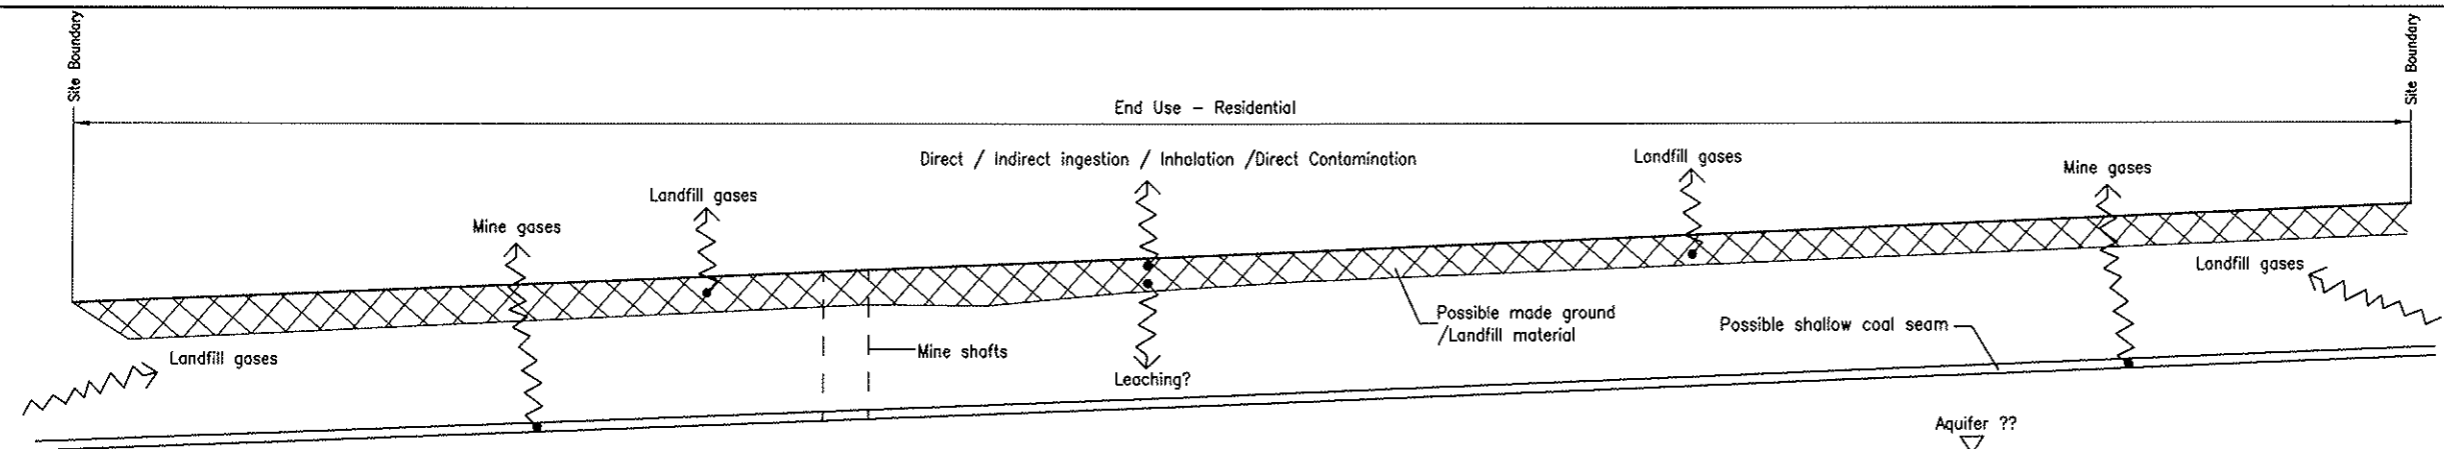 Site Boundary
Site Boundary
End Use - Residential
Direct / Indirect ingestion / Inhalation /Direct Contamination
Landfill gases
Mine gases
Landfill gases
Mine gases
Landfill gases
Possible made ground
/Landfill material
Possible shallow coal seam
Mine shafts
Landfill gases
Leaching?
Aquifer ??